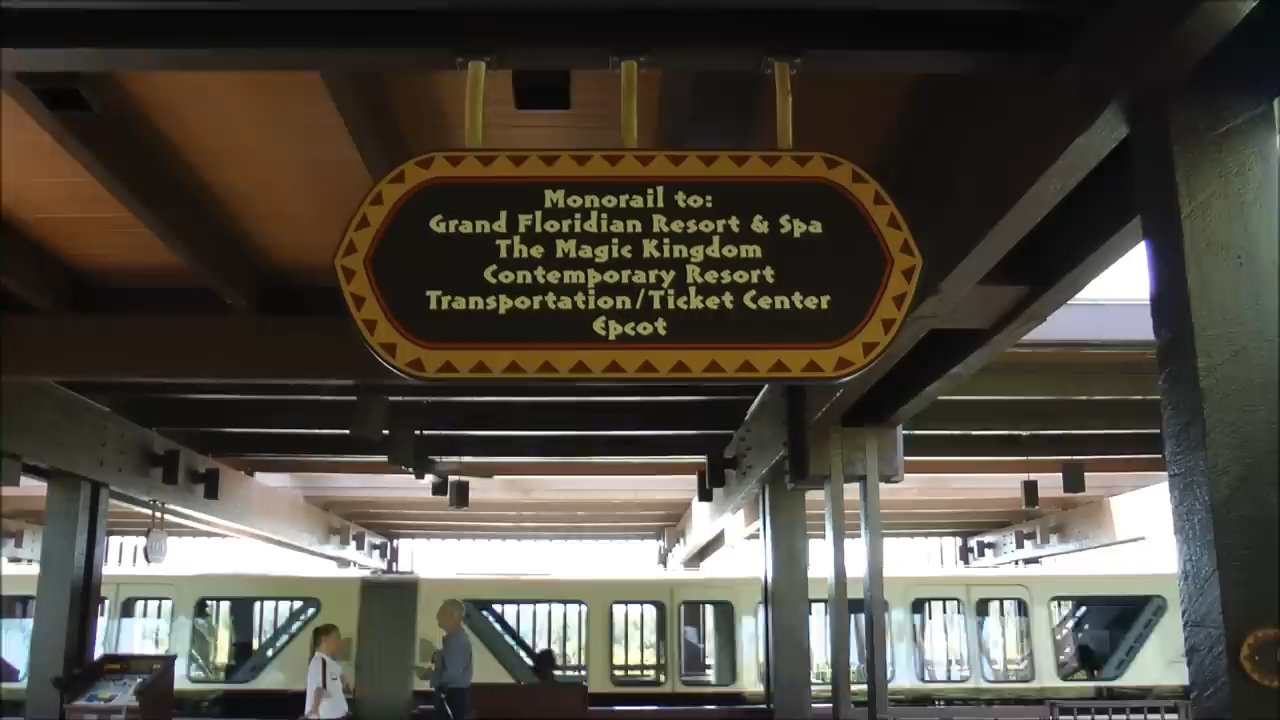 Monorail to:
Grand Floridian Resort & Spa
The Magic Kingdom
Contemporary Resort
Transportation/Ticket Center
Epcot